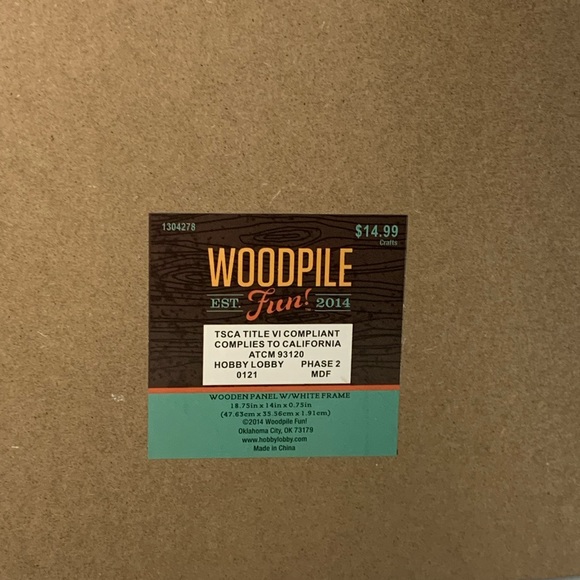 1304278
$14.99
Crafts
WOODPILE
EST. Fun! 2014
TSCA TITLE VI COMPLIANT
COMPLIES TO CALIFORNIA
ATCM 93120
HOBBY LOBBY PHASE 2
0121 MDF
WOODEN PANEL W/WHITE FRAME
18.75in x 14in x 0.75in
(47.63cm x 35.56cm x 1.91cm)
©2014 Woodpile Fun!
Oklahoma City, OK 73179
www.hobbylobby.com
Made in China